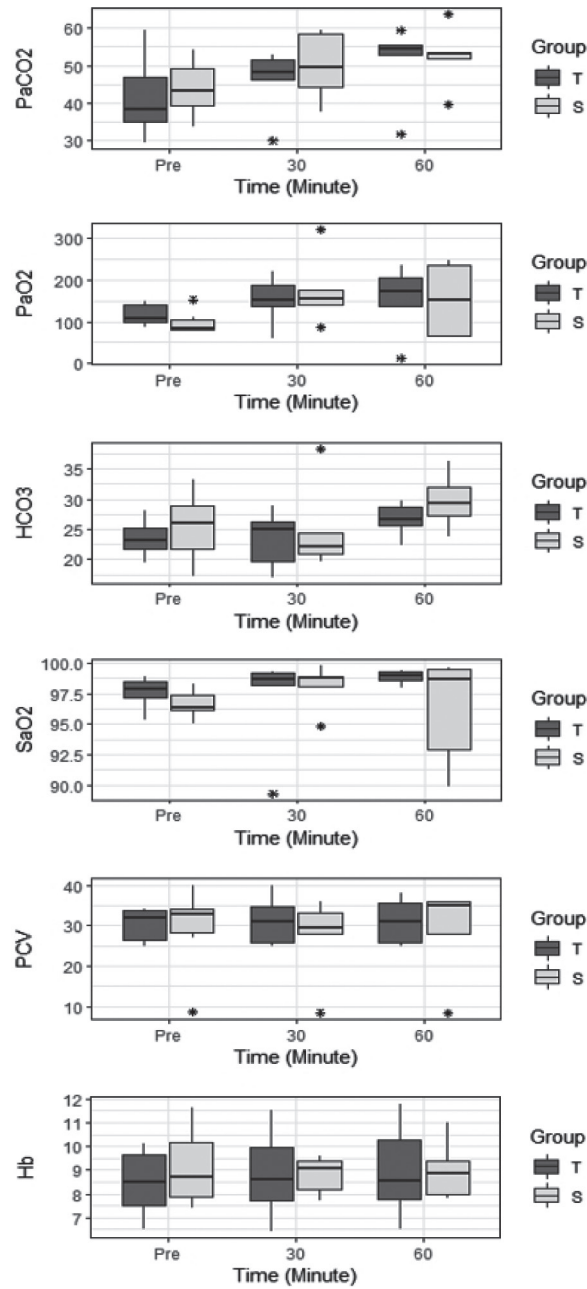 PaCO2
60
50
40
30
Pre 30 60
Time (Minute)
Group
T
S
PaO2
300
200
100
0
Pre 30 60
Time (Minute)
Group
T
S
HCO3
35
30
25
20
Pre 30 60
Time (Minute)
Group
T
S
SaO2
100.0
97.5
95.0
92.5
90.0
Pre 30 60
Time (Minute)
Group
T
S
PCV
40
30
20
10
Pre 30 60
Time (Minute)
Group
T
S
Hb
12
11
10
9
8
7
Pre 30 60
Time (Minute)
Group
T
S